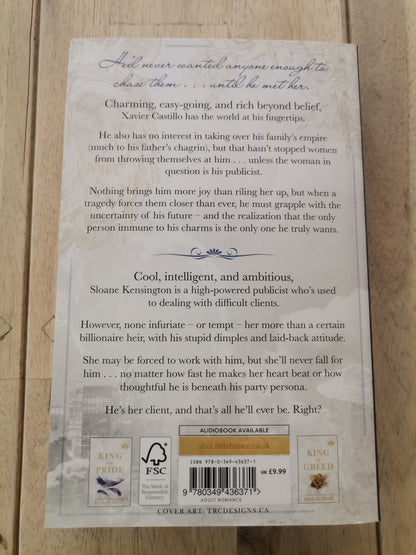 He'd never wanted anyone enough to
chase them . . . until he met her.
Charming, easy-going, and rich beyond belief,
Xavier Castillo has the world at his fingertips.
He also has no interest in taking over his family's empire
(much to his father's chagrin), but that hasn't stopped women
from throwing themselves at him . . . unless the woman in
question is his publicist.
Nothing brings him more joy than riling her up, but when a
tragedy forces them closer than ever, he must grapple with the
uncertainty of his future – and the realization that the only
person immune to his charms is the only one he truly wants.
Cool, intelligent, and ambitious,
Sloane Kensington is a high-powered publicist who's used
to dealing with difficult clients.
However, none infuriate – or tempt – her more than a certain
billionaire heir, with his stupid dimples and laid-back attitude.
She may be forced to work with him, but she'll never fall for
him . . . no matter how fast he makes her heart beat or how
thoughtful he is beneath his party persona.
He's her client, and that's all he'll ever be. Right?
AUDIOBOOK AVAILABLE
visit littlebrown.co.uk
KING
OF
PRIDE
FSC
The Mark of
Responsible
Forestry
ISBN 978-0-349-43637-1
9 780349 436371 >
ADULT ROMANCE
UK £9.99
KING
OF
GREED
ANA HUANG
COVER ART: TRCDESIGNS.CA